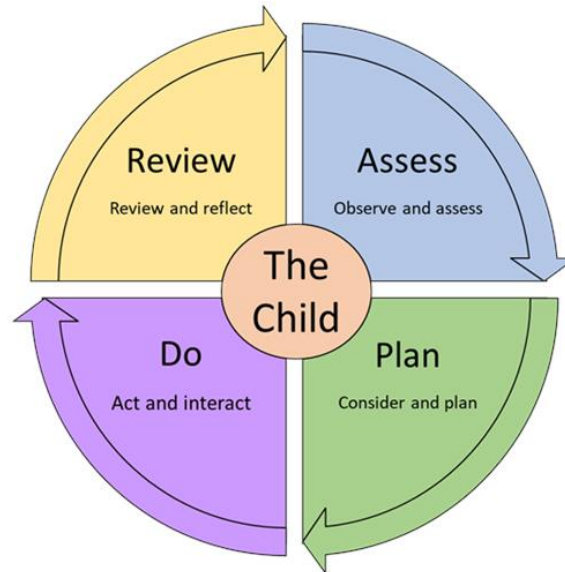 Review
Review and reflect
Assess
Observe and assess
The
Child
Do
Act and interact
Plan
Consider and plan